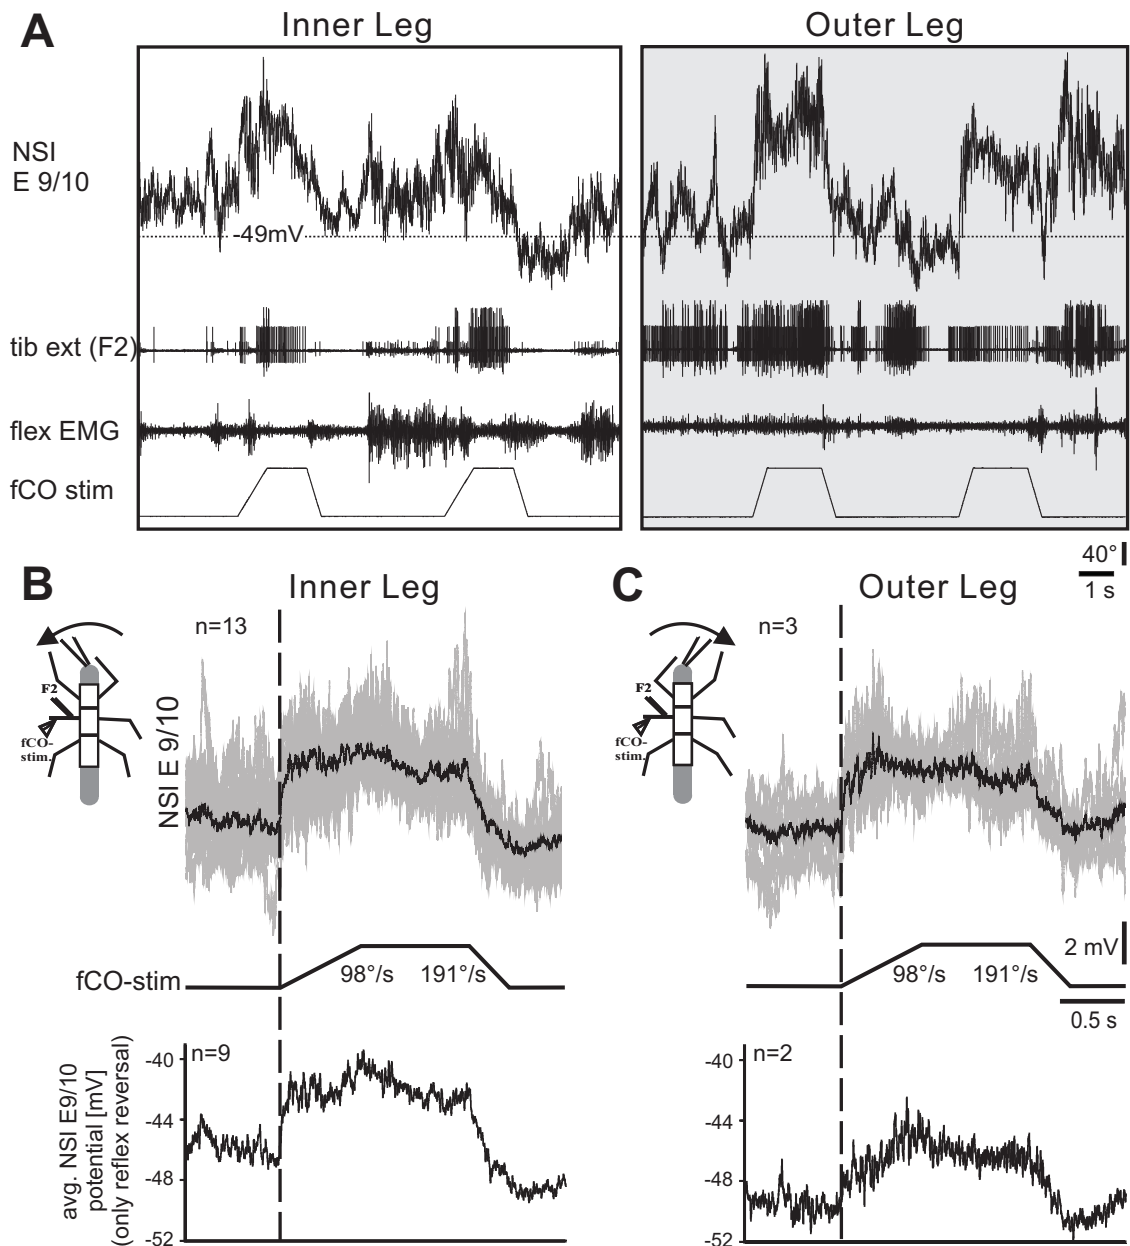 A
Inner Leg
Outer Leg
NSI
E 9/10
-49mV
tib ext (F2)
flex EMG
fCO stim
40°
1 s
B
Inner Leg
n=13
F2
fCO-
stim.
NSI E 9/10
fCO-stim
98°/s
191°/s
n=9
avg. NSI E9/10
potential [mV]
(only reflex reversal)
-40
-44
-48
-52
C
Outer Leg
n=3
F2
fCO-
stim.
98°/s
191°/s
2 mV
0.5 s
n=2
-40
-44
-48
-52